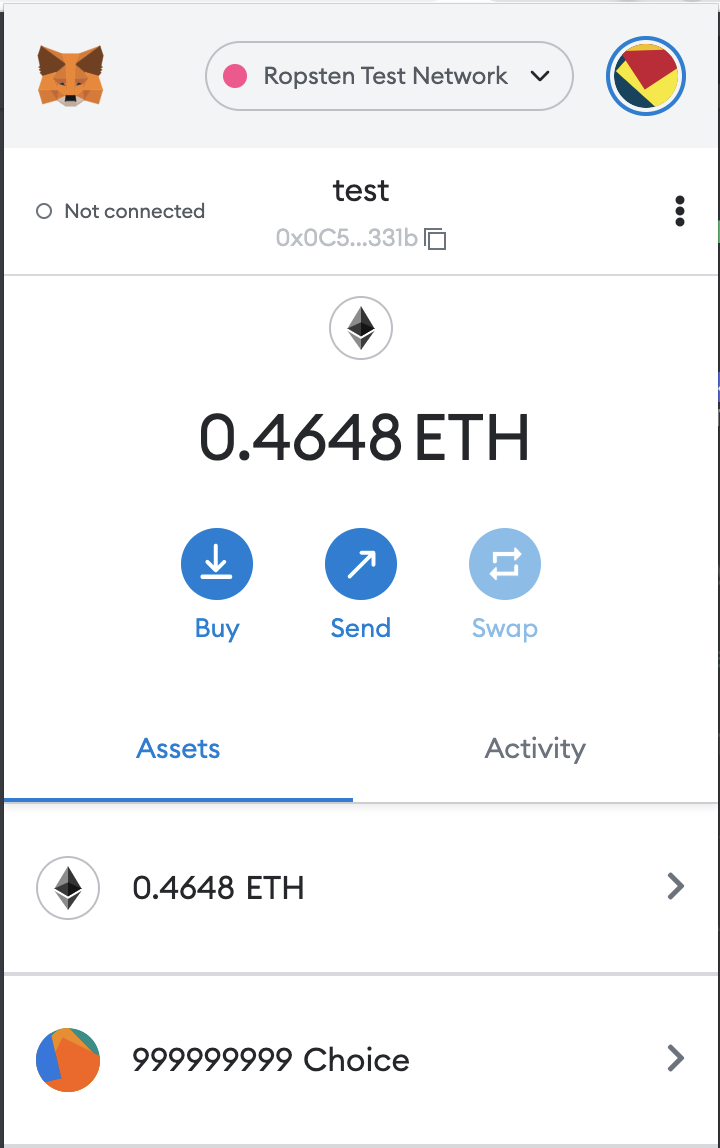 Ropsten Test Network
test
Not connected
0x0C5...331b
0.4648 ETH
Buy
Send
Swap
Assets
Activity
0.4648 ETH
999999999 Choice